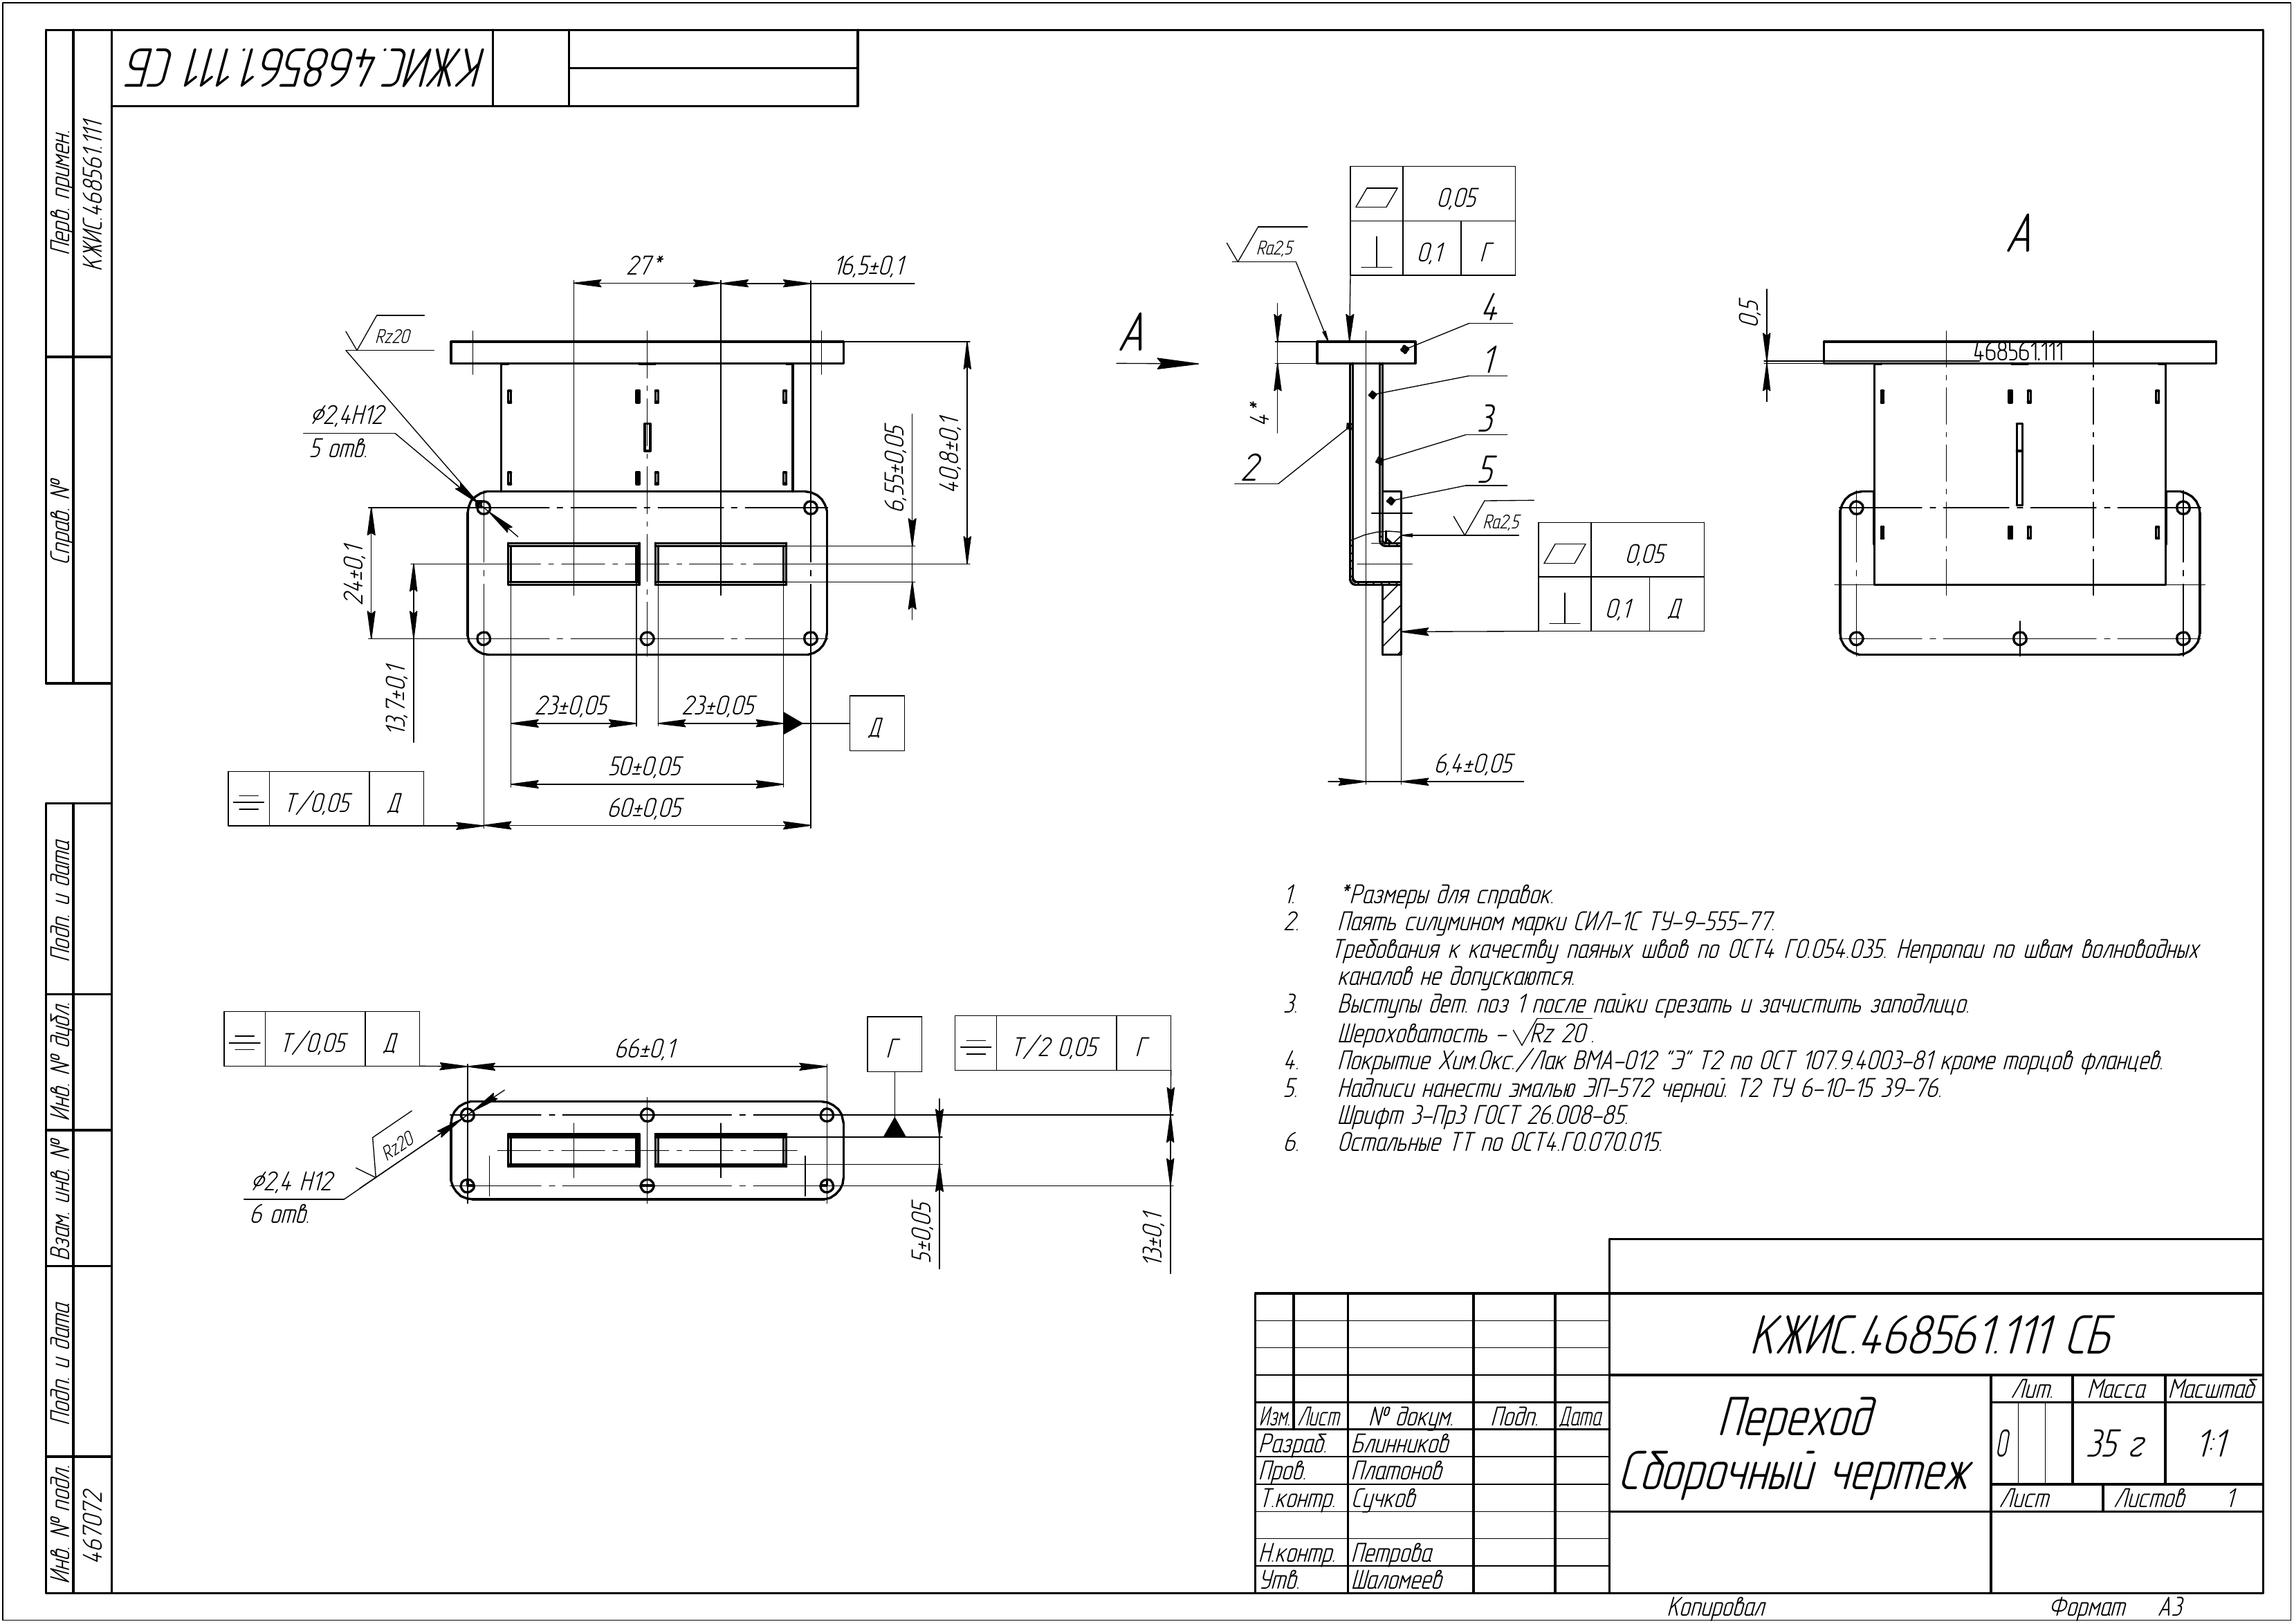 КЖИС.468561.111 СБ
Перв. примен.
КЖИС.468561.111
Справ. №
Подп. и дата
Инв. № дубл.
Взам. инв. №
Подп. и дата
Инв. № подл.
467072
27*
16,5±0,1
Rz20
⌀2,4H12
5 отв.
24±0,1
13,7±0,1
6,55±0,05
40,8±0,1
23±0,05
23±0,05
Д
50±0,05
60±0,05
T/0,05 Д
0,05
0,1 Г
Ra2,5
А
4*
4
1
3
2
5
Ra2,5
0,05
0,1 Д
6,4±0,05
А
0,5
468561.111
T/0,05 Д
66±0,1
Г
T/2 0,05 Г
Rz20
⌀2,4 H12
6 отв.
5±0,05
13±0,1
1. *Размеры для справок.
2. Паять силумином марки СИЛ-1С ТУ-9-555-77.
Требования к качеству паяных швов по ОСТ4 ГО.054.035. Непропаи по швам волноводных
каналов не допускаются.
3. Выступы дет. поз 1 после пайки срезать и зачистить заподлицо.
Шероховатость – √Rz 20 .
4. Покрытие Хим.Окс./Лак ВМА-012 "Э" Т2 по ОСТ 107.9.4003-81 кроме торцов фланцев.
5. Надписи нанести эмалью ЭП-572 черной. Т2 ТУ 6-10-15 39-76.
Шрифт 3-Пр3 ГОСТ 26.008-85.
6. Остальные ТТ по ОСТ4.ГО.070.015.
КЖИС.468561.111 СБ
Изм. Лист № докум. Подп. Дата
Разраб. Блинников
Пров. Платонов
Т.контр. Сучков
Н.контр. Петрова
Утв. Шаломеев
Переход
Сборочный чертеж
Лит. Масса Масштаб
О 35 г 1:1
Лист Листов 1
Копировал Формат А3